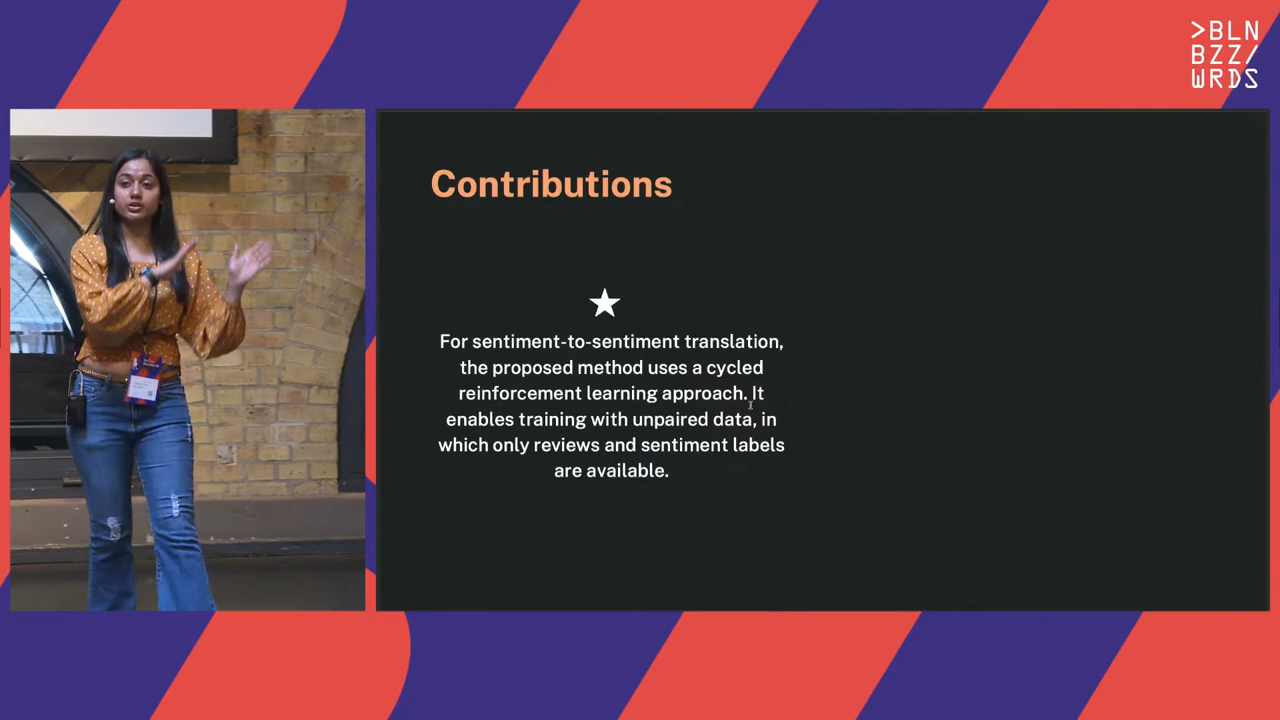 >BLN
BZZ/
WRDS
Contributions
For sentiment-to-sentiment translation,
the proposed method uses a cycled
reinforcement learning approach. It
enables training with unpaired data, in
which only reviews and sentiment labels
are available.